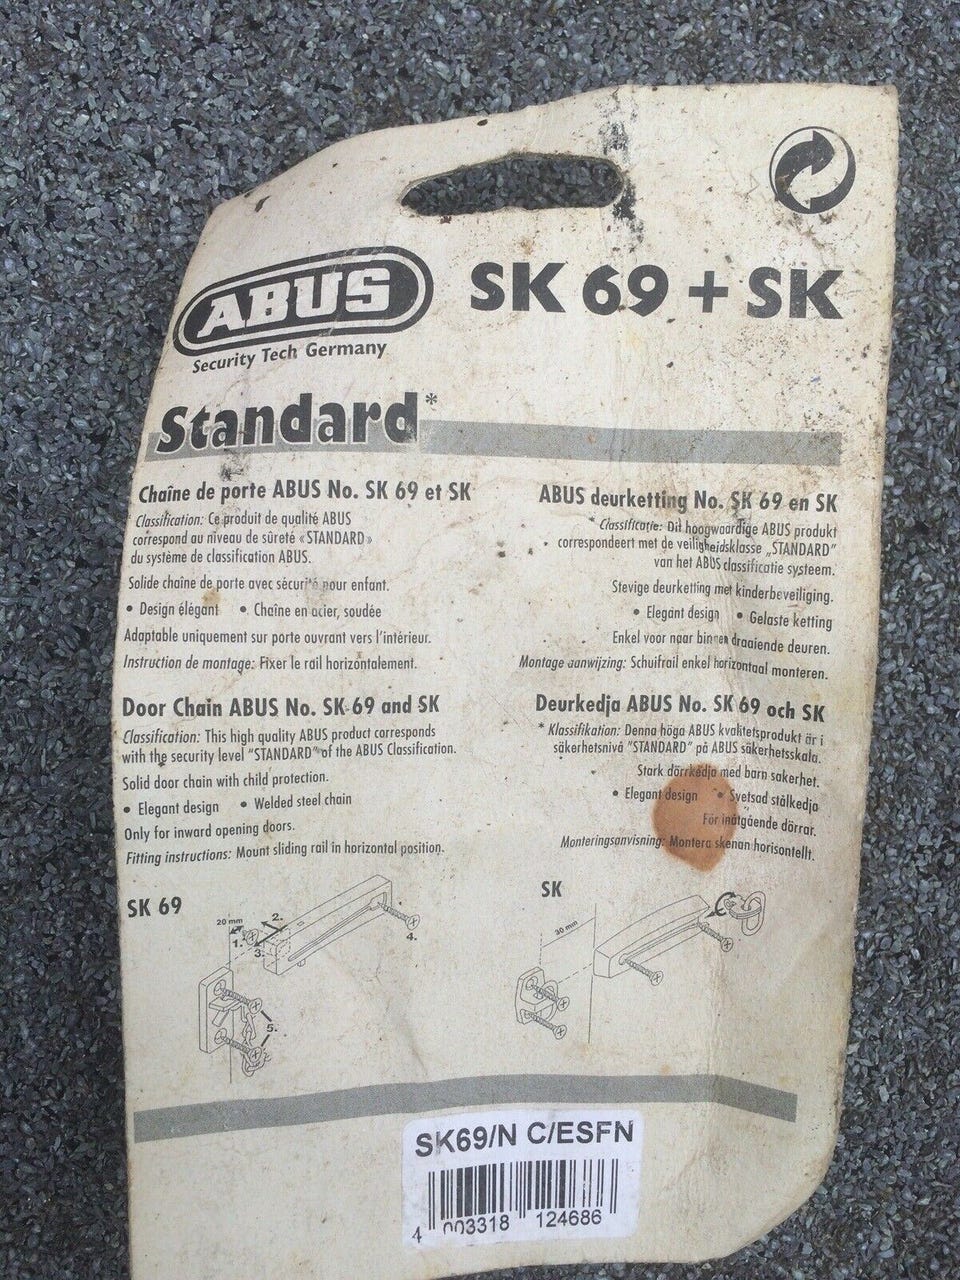 ABUS
Security Tech Germany
SK 69 + SK
Standard*
Chaîne de porte ABUS No. SK 69 et SK
Classification: Ce produit de qualité ABUS
correspond au niveau de sûreté «STANDARD»
du système de classification ABUS.
Solide chaîne de porte avec sécurité pour enfant.
• Design élégant • Chaîne en acier, soudée
Adaptable uniquement sur porte ouvrant vers l'intérieur.
Instruction de montage: Fixer le rail horizontalement.
ABUS deurketting No. SK 69 en SK
* Classificatie: Dit hoogwaardige ABUS produkt
correspondeert met de veiligheidsklasse „STANDARD"
van het ABUS classificatie systeem.
Stevige deurketting met kinderbeveiliging.
• Elegant design • Gelaste ketting
Enkel voor naar binnen draaiende deuren.
Montage aanwijzing: Schuifrail enkel horizontaal monteren.
Door Chain ABUS No. SK 69 and SK
Classification: This high quality ABUS product corresponds
with the security level "STANDARD" of the ABUS Classification.
Solid door chain with child protection.
• Elegant design • Welded steel chain
Only for inward opening doors.
Fitting instructions: Mount sliding rail in horizontal position.
Deurkedja ABUS No. SK 69 och SK
* Klassifikation: Denna höga ABUS kvalitetsprodukt är i
säkerhetsnivå "STANDARD" på ABUS säkerhetsskala.
Stark dörrkedja med barn sakerhet.
• Elegant design • Svetsad stålkedja
För inåtgående dörrar.
Monteringsanvisning: Montera skenan horisontellt.
SK 69
20 mm
1.
2.
3.
4.
5.
SK
30 mm
SK69/N C/ESFN
4 003318 124686